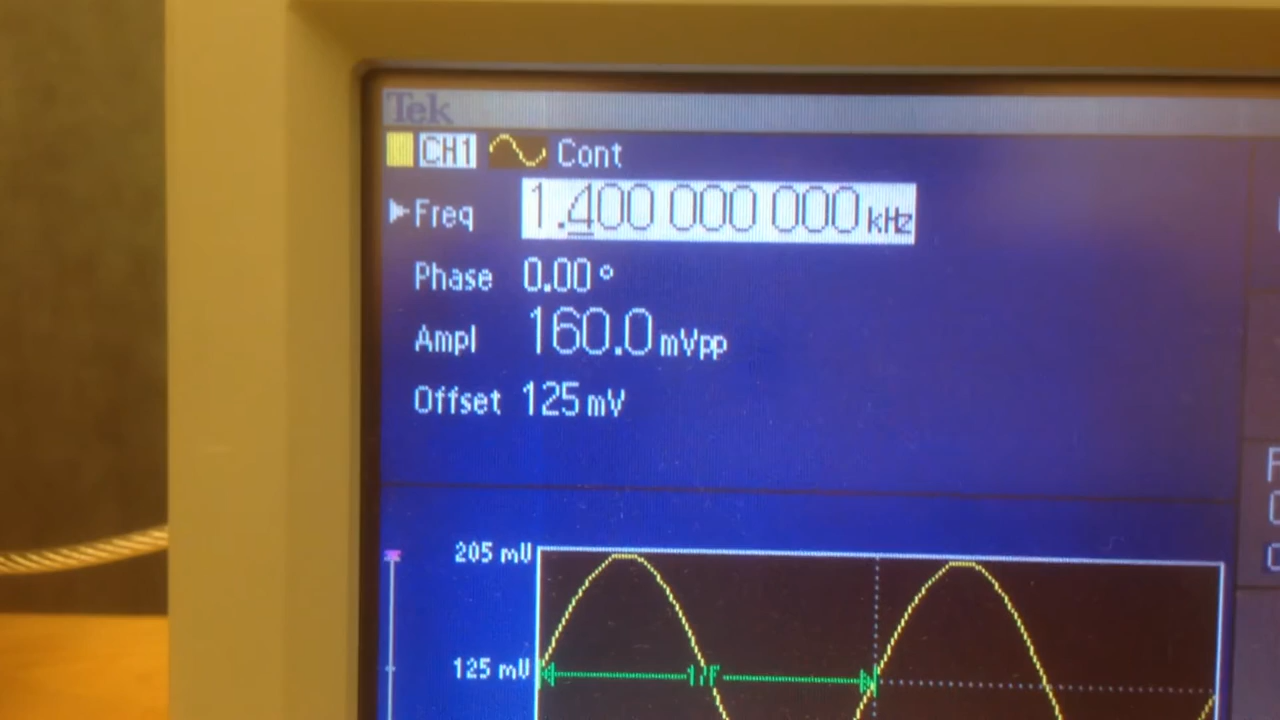 Tek
CH1 Cont
Freq 1.400 000 000 kHz
Phase 0.00 °
Ampl 160.0 mVpp
Offset 125 mV
205 mV
125 mV
1/F